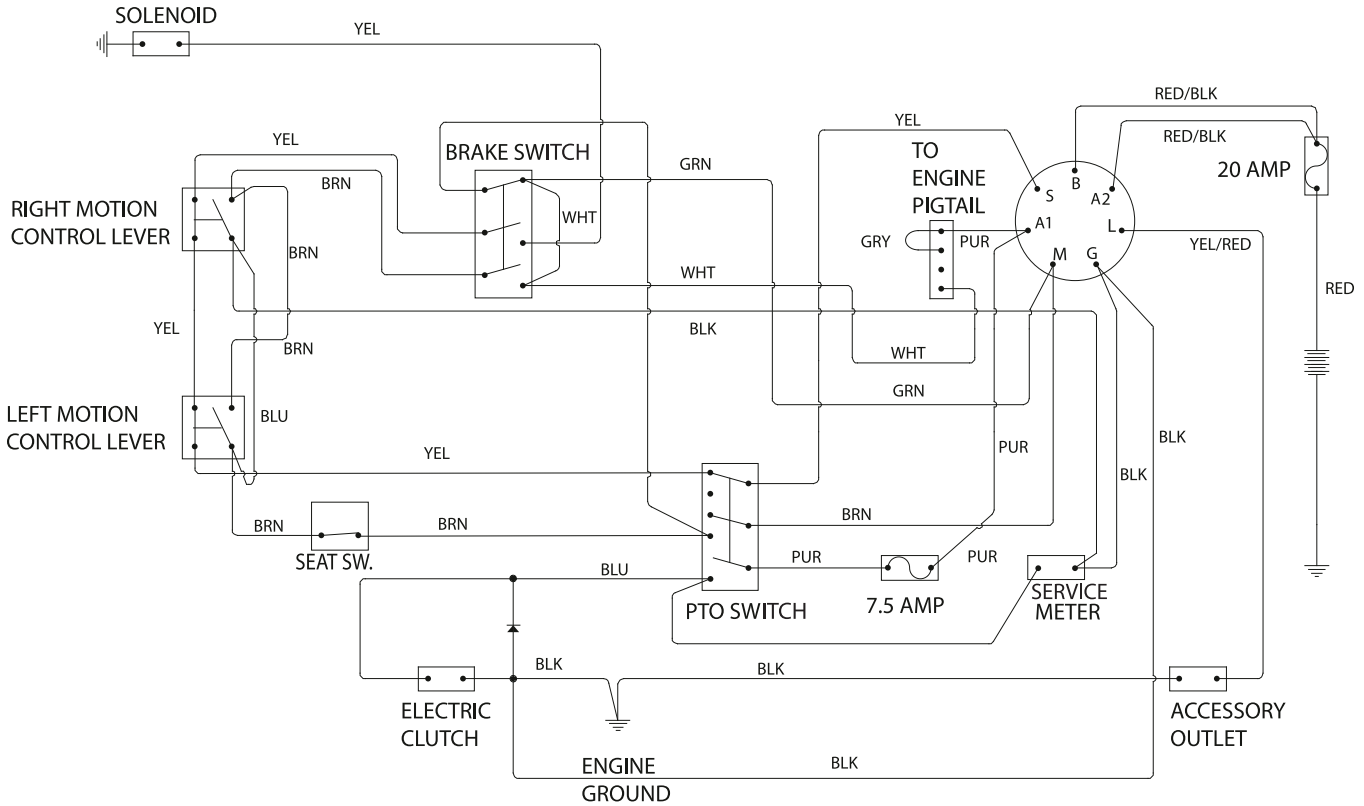 SOLENOID
YEL
RED/BLK
YEL
RED/BLK
YEL
BRAKE SWITCH
GRN
TO
ENGINE
PIGTAIL
20 AMP
BRN
S
B
A2
RIGHT MOTION
CONTROL LEVER
WHT
A1
L
GRY
PUR
YEL/RED
BRN
M
G
WHT
RED
YEL
BLK
BRN
WHT
GRN
LEFT MOTION
CONTROL LEVER
BLU
BLK
PUR
YEL
BLK
BRN
BRN
BRN
SEAT SW.
PUR
PUR
BLU
SERVICE
METER
PTO SWITCH
7.5 AMP
BLK
BLK
ELECTRIC
CLUTCH
ACCESSORY
OUTLET
ENGINE
GROUND
BLK